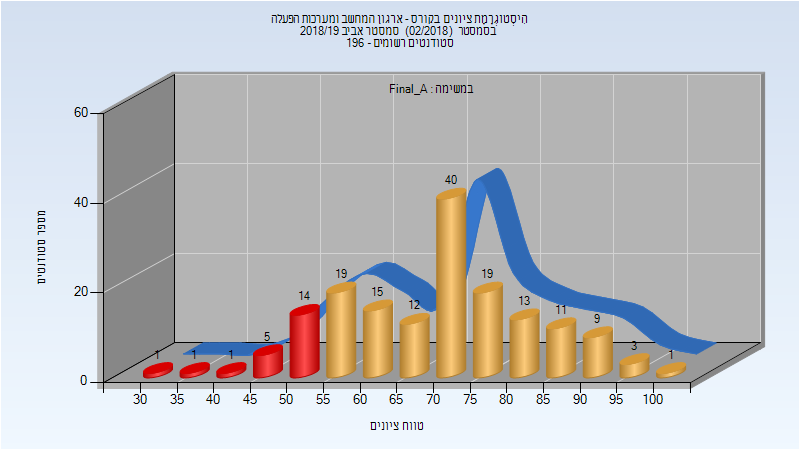 היסטוגרמת ציונים בקורס - ארגון המחשב ומערכות הפעלה
בסמסטר (02/2018) סמסטר אביב 2018/19
סטודנטים רשומים - 196
במשימה : Final_A
60
40
20
0
מספר סטודנטים
1
1
1
5
14
19
15
12
40
19
13
11
9
3
1
30 35 40 45 50 55 60 65 70 75 80 85 90 95 100
טווח ציונים